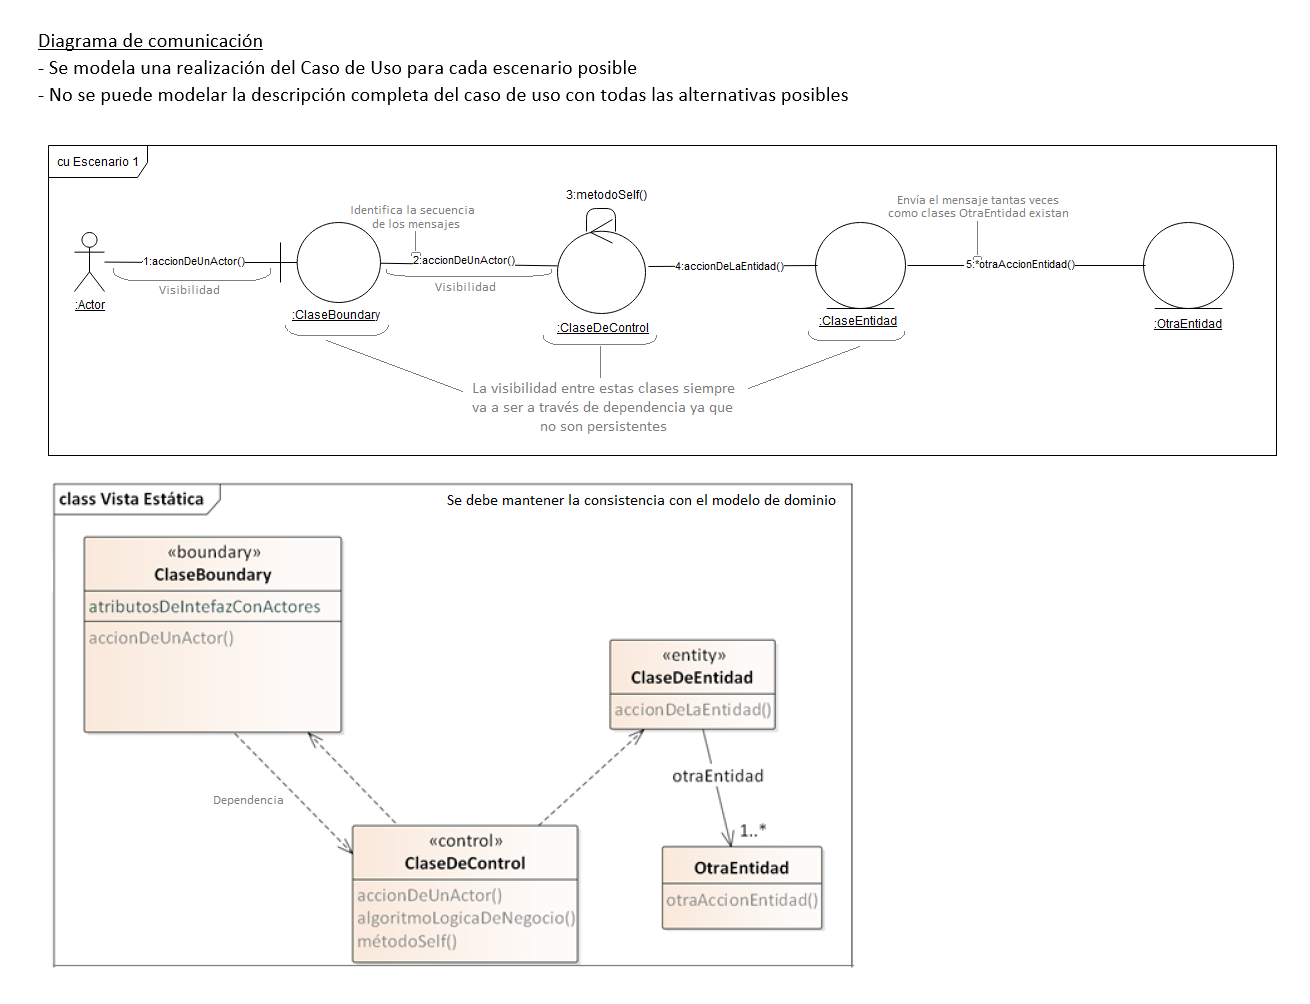 Diagrama de comunicación
- Se modela una realización del Caso de Uso para cada escenario posible
- No se puede modelar la descripción completa del caso de uso con todas las alternativas posibles
cu Escenario 1
3:metodoSelf()
Identifica la secuencia
de los mensajes
Envía el mensaje tantas veces
como clases OtraEntidad existan
1:accionDeUnActor()
2:accionDeUnActor()
4:accionDeLaEntidad()
5:*otraAccionEntidad()
Visibilidad
Visibilidad
:Actor
:ClaseBoundary
:ClaseDeControl
:ClaseEntidad
:OtraEntidad
La visibilidad entre estas clases siempre
va a ser a través de dependencia ya que
no son persistentes
class Vista Estática
Se debe mantener la consistencia con el modelo de dominio
«boundary»
ClaseBoundary
atributosDeIntefazConActores
accionDeUnActor()
«entity»
ClaseDeEntidad
accionDeLaEntidad()
otraEntidad
Dependencia
1..*
«control»
ClaseDeControl
accionDeUnActor()
algoritmoLogicaDeNegocio()
métodoSelf()
OtraEntidad
otraAccionEntidad()